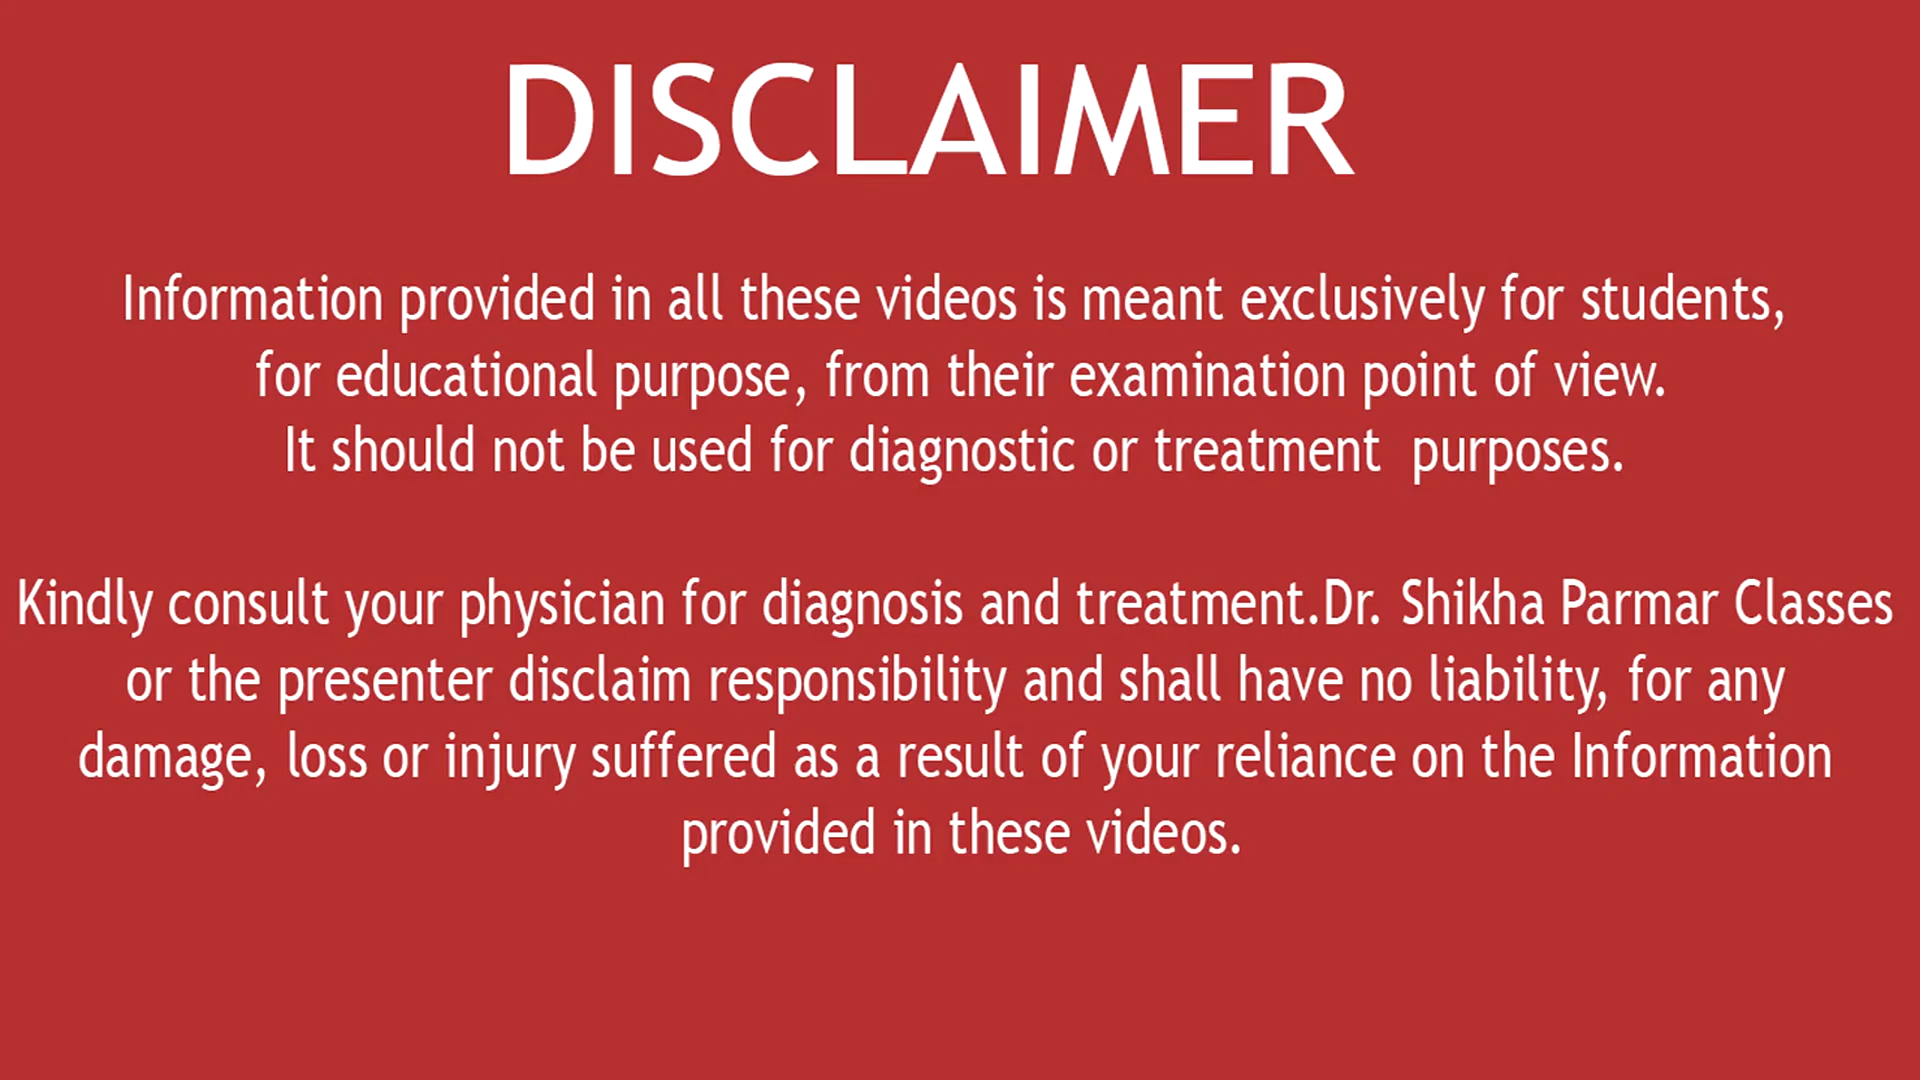 DISCLAIMER
Information provided in all these videos is meant exclusively for students,
for educational purpose, from their examination point of view.
It should not be used for diagnostic or treatment  purposes.
Kindly consult your physician for diagnosis and treatment.Dr. Shikha Parmar Classes
or the presenter disclaim responsibility and shall have no liability, for any
damage, loss or injury suffered as a result of your reliance on the Information
provided in these videos.